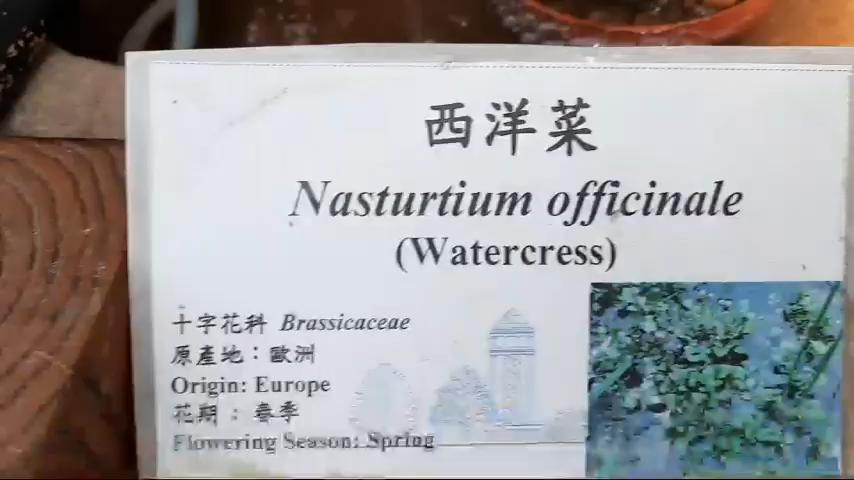 西洋菜
Nasturtium officinale
(Watercress)
十字花科 Brassicaceae
原產地：歐洲
Origin: Europe
花期：春季
Flowering Season: Spring